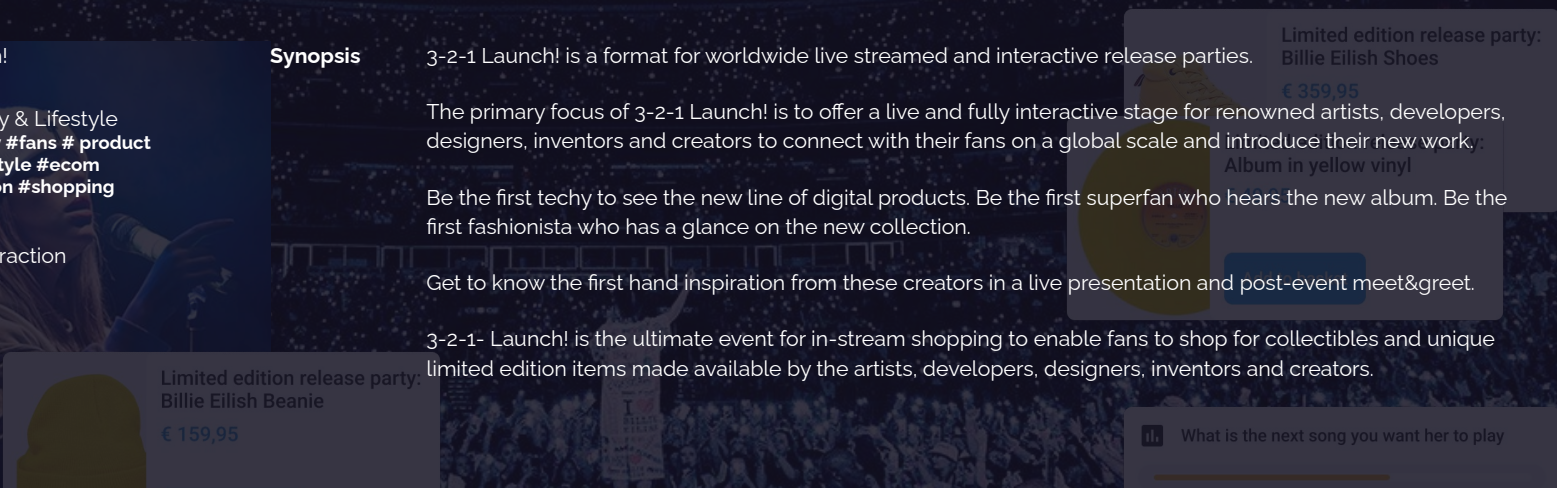 !
y & Lifestyle
#fans # product
tyle #ecom
on #shopping
raction
Synopsis
3-2-1 Launch! is a format for worldwide live streamed and interactive release parties.
The primary focus of 3-2-1 Launch! is to offer a live and fully interactive stage for renowned artists, developers,
designers, inventors and creators to connect with their fans on a global scale and introduce their new work.
Be the first techy to see the new line of digital products. Be the first superfan who hears the new album. Be the
first fashionista who has a glance on the new collection.
Get to know the first hand inspiration from these creators in a live presentation and post-event meet&greet.
3-2-1- Launch! is the ultimate event for in-stream shopping to enable fans to shop for collectibles and unique
limited edition items made available by the artists, developers, designers, inventors and creators.
Limited edition release party:
Billie Eilish Shoes
€ 359,95
Album in yellow vinyl
Limited edition release party:
Billie Eilish Beanie
€ 159,95
What is the next song you want her to play